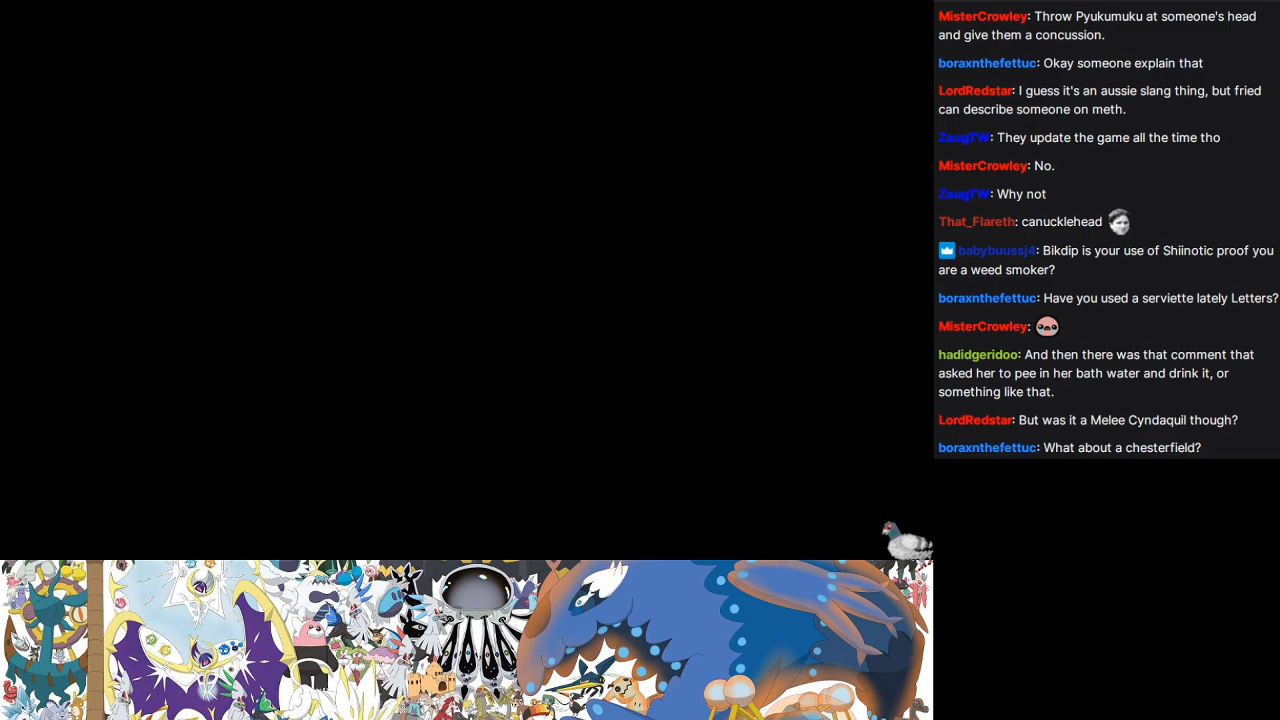 MisterCrowley: Throw Pyukumuku at someone's head
and give them a concussion.
boraxnthefettuc: Okay someone explain that
LordRedstar: I guess it's an aussie slang thing, but fried
can describe someone on meth.
ZeugTW: They update the game all the time tho
MisterCrowley: No.
ZeugTW: Why not
That_Flareth: canucklehead
babybuussj4: Bikdip is your use of Shiinotic proof you
are a weed smoker?
boraxnthefettuc: Have you used a serviette lately Letters?
MisterCrowley:
hadidgeridoo: And then there was that comment that
asked her to pee in her bath water and drink it, or
something like that.
LordRedstar: But was it a Melee Cyndaquil though?
boraxnthefettuc: What about a chesterfield?